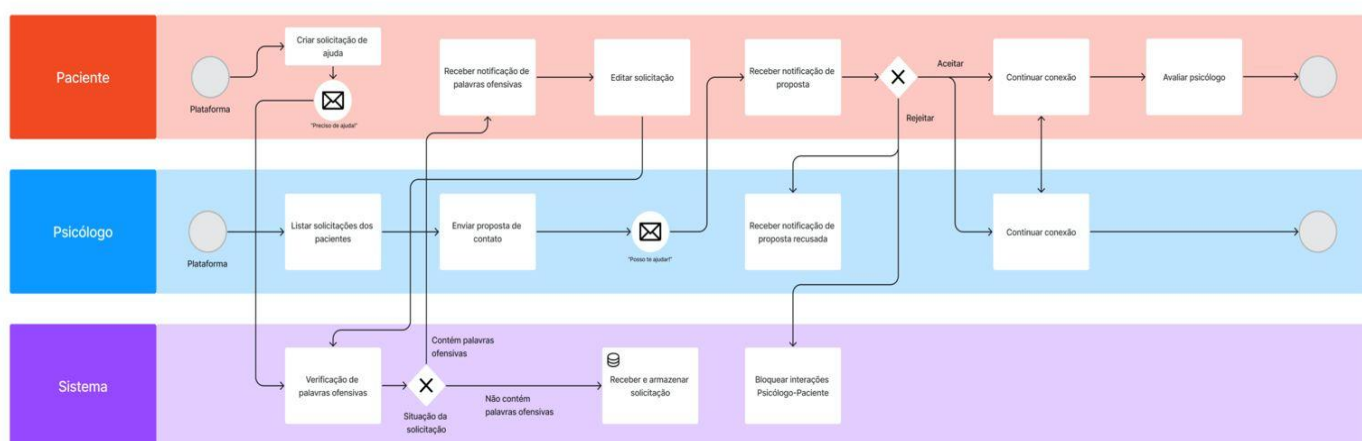 Paciente
Plataforma
Criar solicitação de
ajuda
"Preciso de ajuda!"
Receber notificação de
palavras ofensivas
Editar solicitação
Receber notificação de
proposta
Aceitar
Rejeitar
Continuar conexão
Avaliar psicólogo
Psicólogo
Plataforma
Listar solicitações dos
pacientes
Enviar proposta de
contato
"Posso te ajudar!"
Receber notificação de
proposta recusada
Continuar conexão
Sistema
Verificação de
palavras ofensivas
Contém palavras
ofensivas
Situação da
solicitação
Não contém
palavras ofensivas
Receber e armazenar
solicitação
Bloquear interações
Psicólogo-Paciente